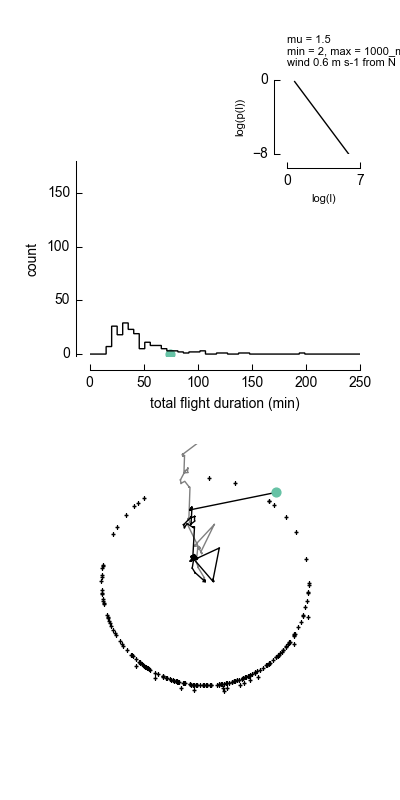 mu = 1.5
min = 2, max = 1000_m
wind 0.6 m s-1 from N
0
−8
log(p(l))
0 7
log(l)
150
100
50
0
count
0 50 100 150 200 250
total flight duration (min)